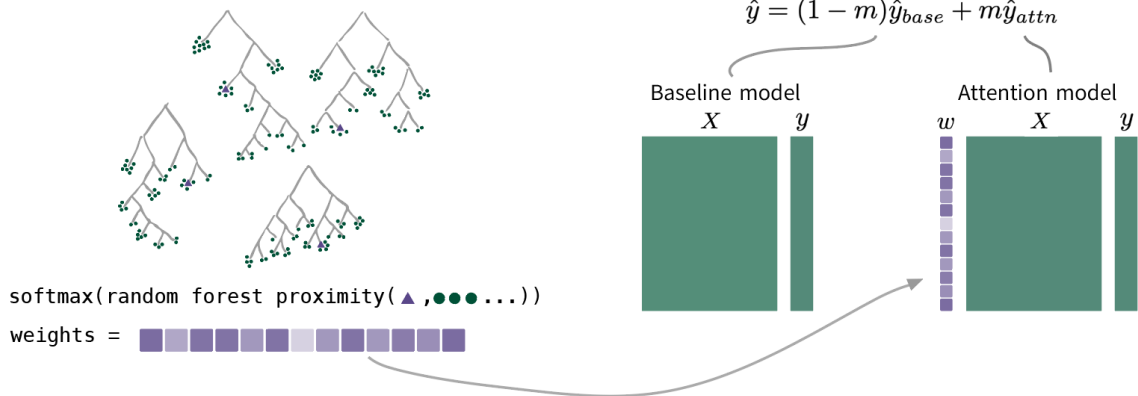 ŷ = (1 − m)ŷ_base + mŷ_attn
Baseline model
X y
Attention model
w X y
softmax(random forest proximity(▲,●●●...))
weights =